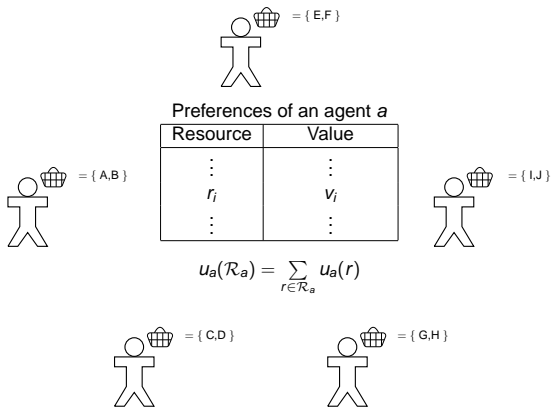 = { E,F }
Preferences of an agent a
Resource Value
⋮ ⋮
= { A,B } rᵢ vᵢ = { I,J }
⋮ ⋮
uₐ(ℛₐ) = ∑ uₐ(r)
r∈ℛₐ
= { C,D } = { G,H }